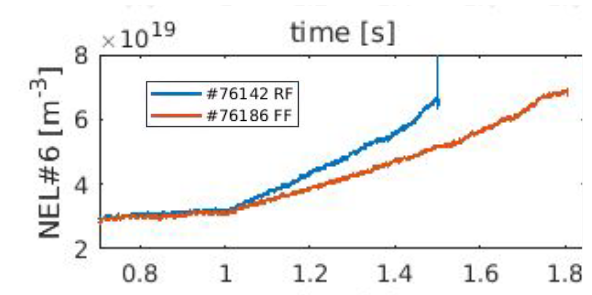 ×10^19 time [s]
8
6
4
2
NEL#6 [m^-3]
#76142 RF
#76186 FF
0.8 1 1.2 1.4 1.6 1.8